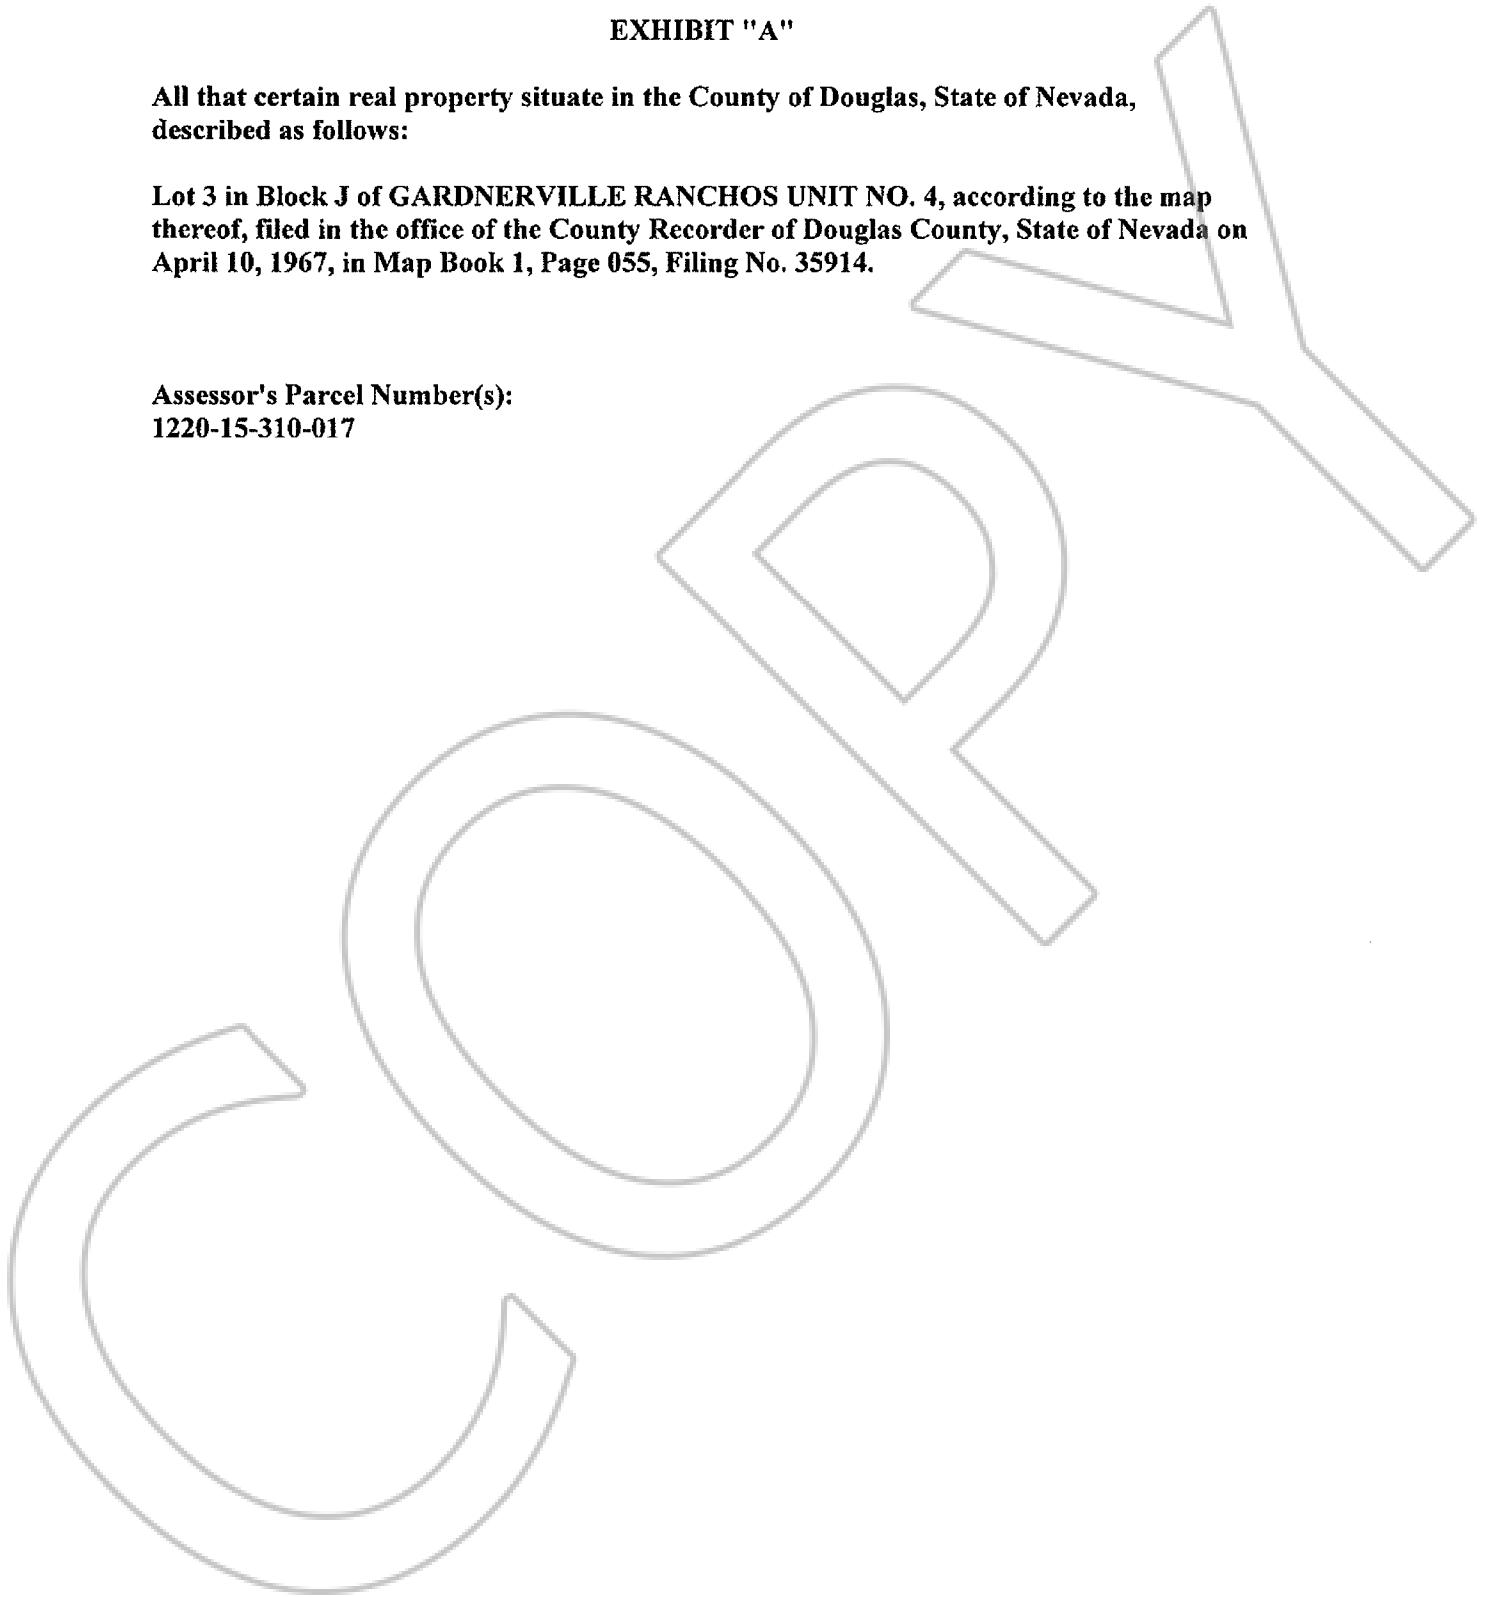 EXHIBIT "A"
All that certain real property situate in the County of Douglas, State of Nevada,
described as follows:
Lot 3 in Block J of GARDNERVILLE RANCHOS UNIT NO. 4, according to the map
thereof, filed in the office of the County Recorder of Douglas County, State of Nevada on
April 10, 1967, in Map Book 1, Page 055, Filing No. 35914.
Assessor's Parcel Number(s):
1220-15-310-017
COPY